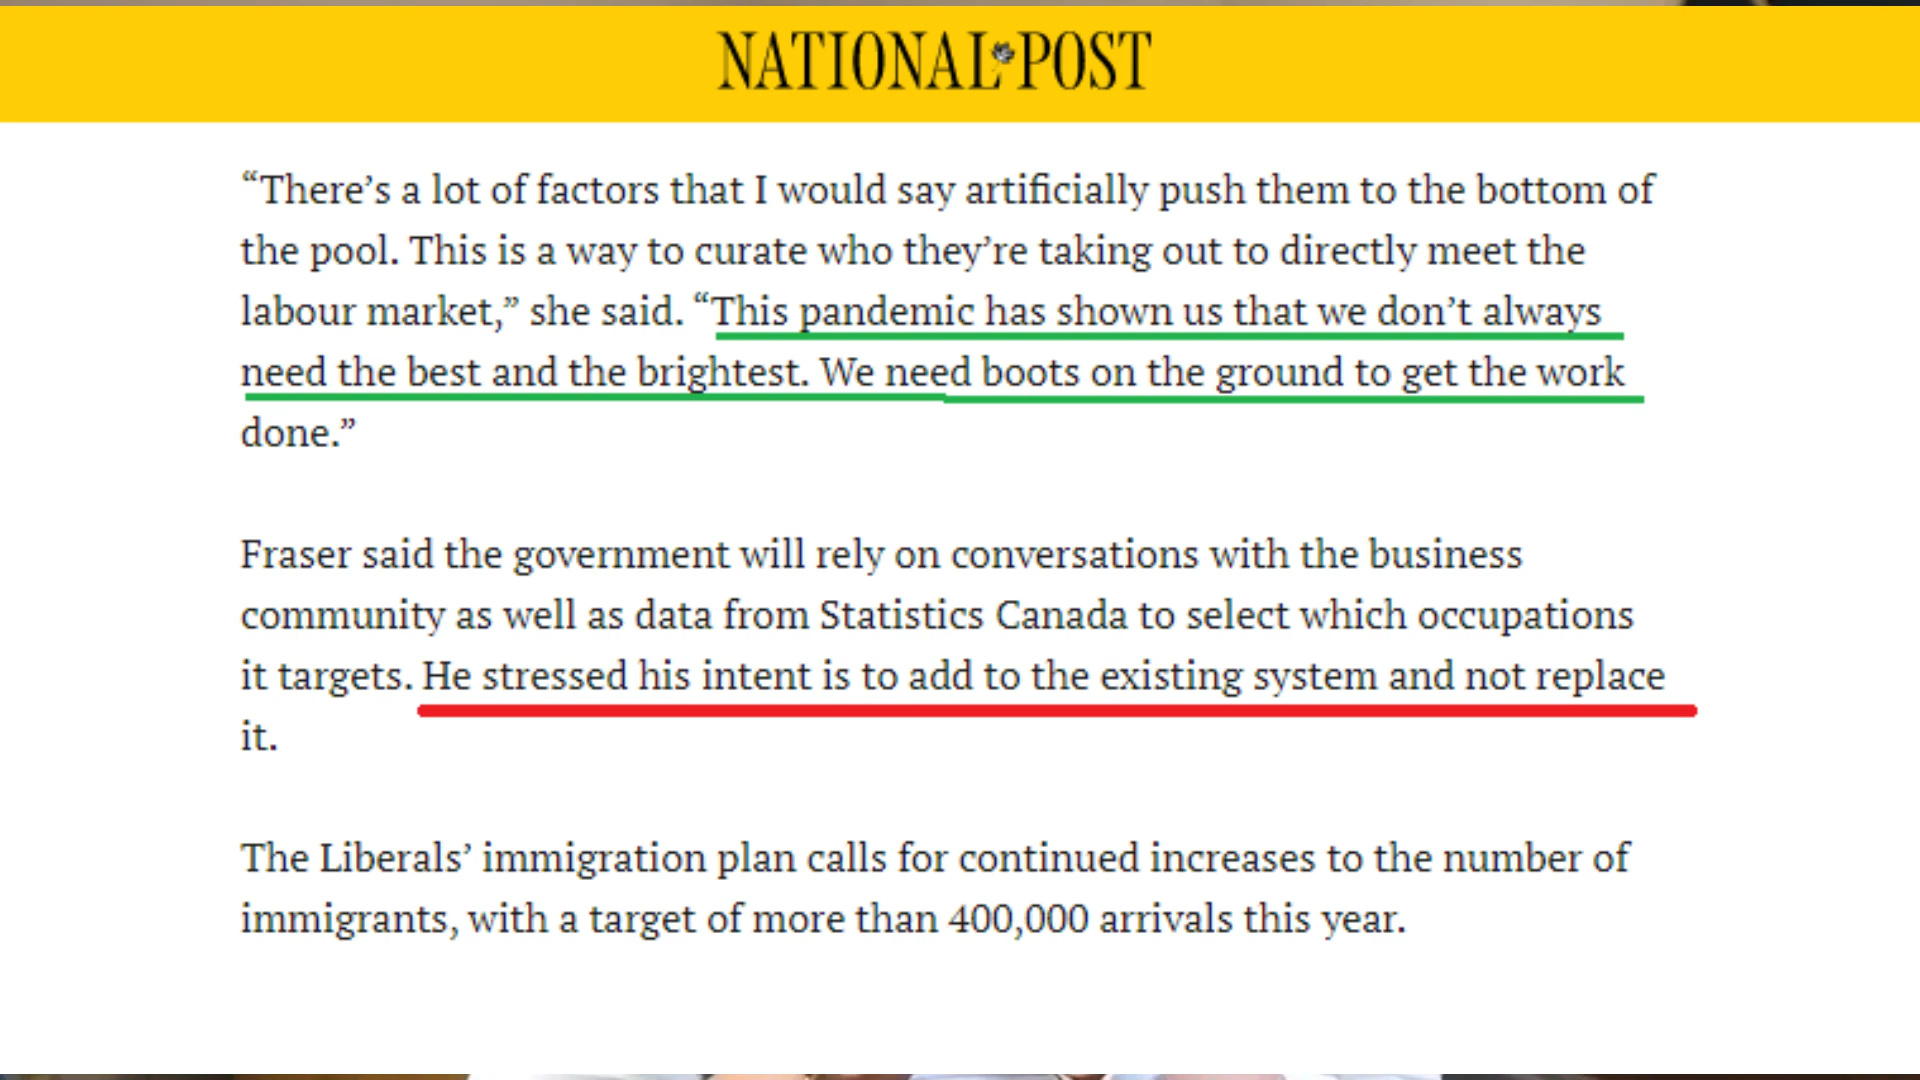 NATIONAL POST
“There’s a lot of factors that I would say artificially push them to the bottom of
the pool. This is a way to curate who they’re taking out to directly meet the
labour market,” she said. “This pandemic has shown us that we don’t always
need the best and the brightest. We need boots on the ground to get the work
done.”
Fraser said the government will rely on conversations with the business
community as well as data from Statistics Canada to select which occupations
it targets. He stressed his intent is to add to the existing system and not replace
it.
The Liberals’ immigration plan calls for continued increases to the number of
immigrants, with a target of more than 400,000 arrivals this year.